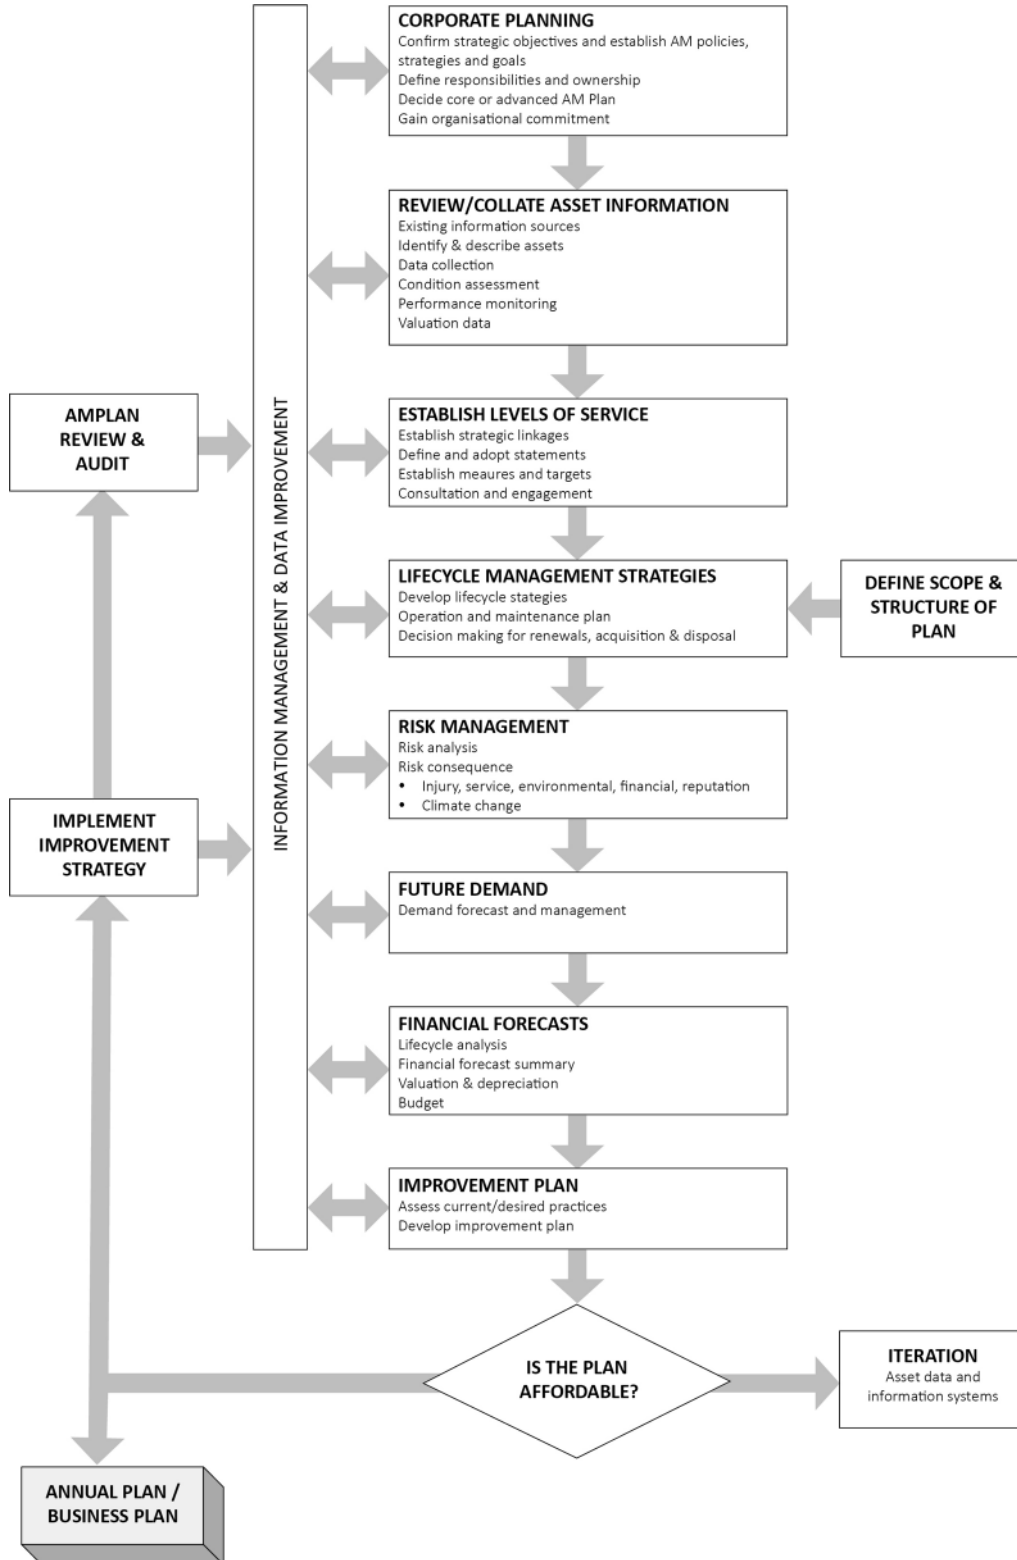 CORPORATE PLANNING
Confirm strategic objectives and establish AM policies,
strategies and goals
Define responsibilities and ownership
Decide core or advanced AM Plan
Gain organisational commitment
REVIEW/COLLATE ASSET INFORMATION
Existing information sources
Identify & describe assets
Data collection
Condition assessment
Performance monitoring
Valuation data
AMPLAN
REVIEW &
AUDIT
INFORMATION MANAGEMENT & DATA IMPROVEMENT
ESTABLISH LEVELS OF SERVICE
Establish strategic linkages
Define and adopt statements
Establish meaures and targets
Consultation and engagement
LIFECYCLE MANAGEMENT STRATEGIES
Develop lifecycle stategies
Operation and maintenance plan
Decision making for renewals, acquisition & disposal
DEFINE SCOPE &
STRUCTURE OF
PLAN
RISK MANAGEMENT
Risk analysis
Risk consequence
• Injury, service, environmental, financial, reputation
• Climate change
IMPLEMENT
IMPROVEMENT
STRATEGY
FUTURE DEMAND
Demand forecast and management
FINANCIAL FORECASTS
Lifecycle analysis
Financial forecast summary
Valuation & depreciation
Budget
IMPROVEMENT PLAN
Assess current/desired practices
Develop improvement plan
IS THE PLAN
AFFORDABLE?
ITERATION
Asset data and
information systems
ANNUAL PLAN /
BUSINESS PLAN